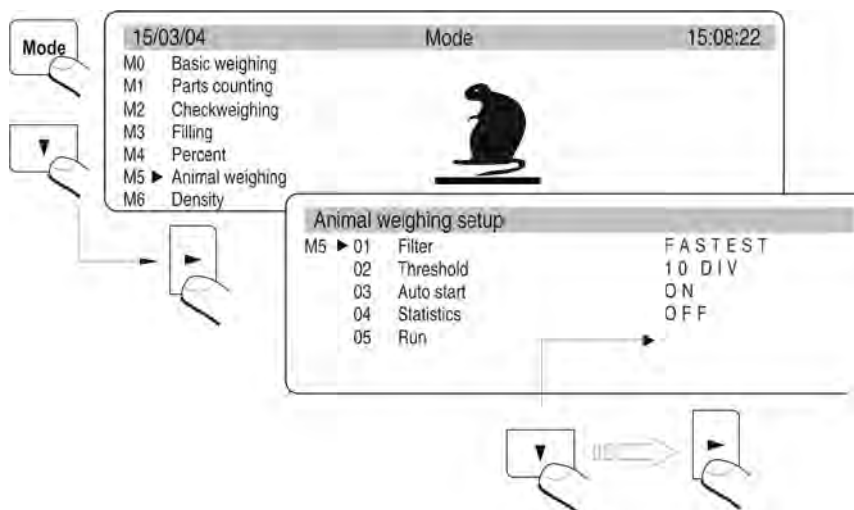 Mode
15/03/04 Mode 15:08:22
M0 Basic weighing
M1 Parts counting
M2 Checkweighing
M3 Filling
M4 Percent
M5 ► Animal weighing
M6 Density
Animal weighing setup
M5 ► 01 Filter FASTEST
02 Threshold 10 DIV
03 Auto start ON
04 Statistics OFF
05 Run